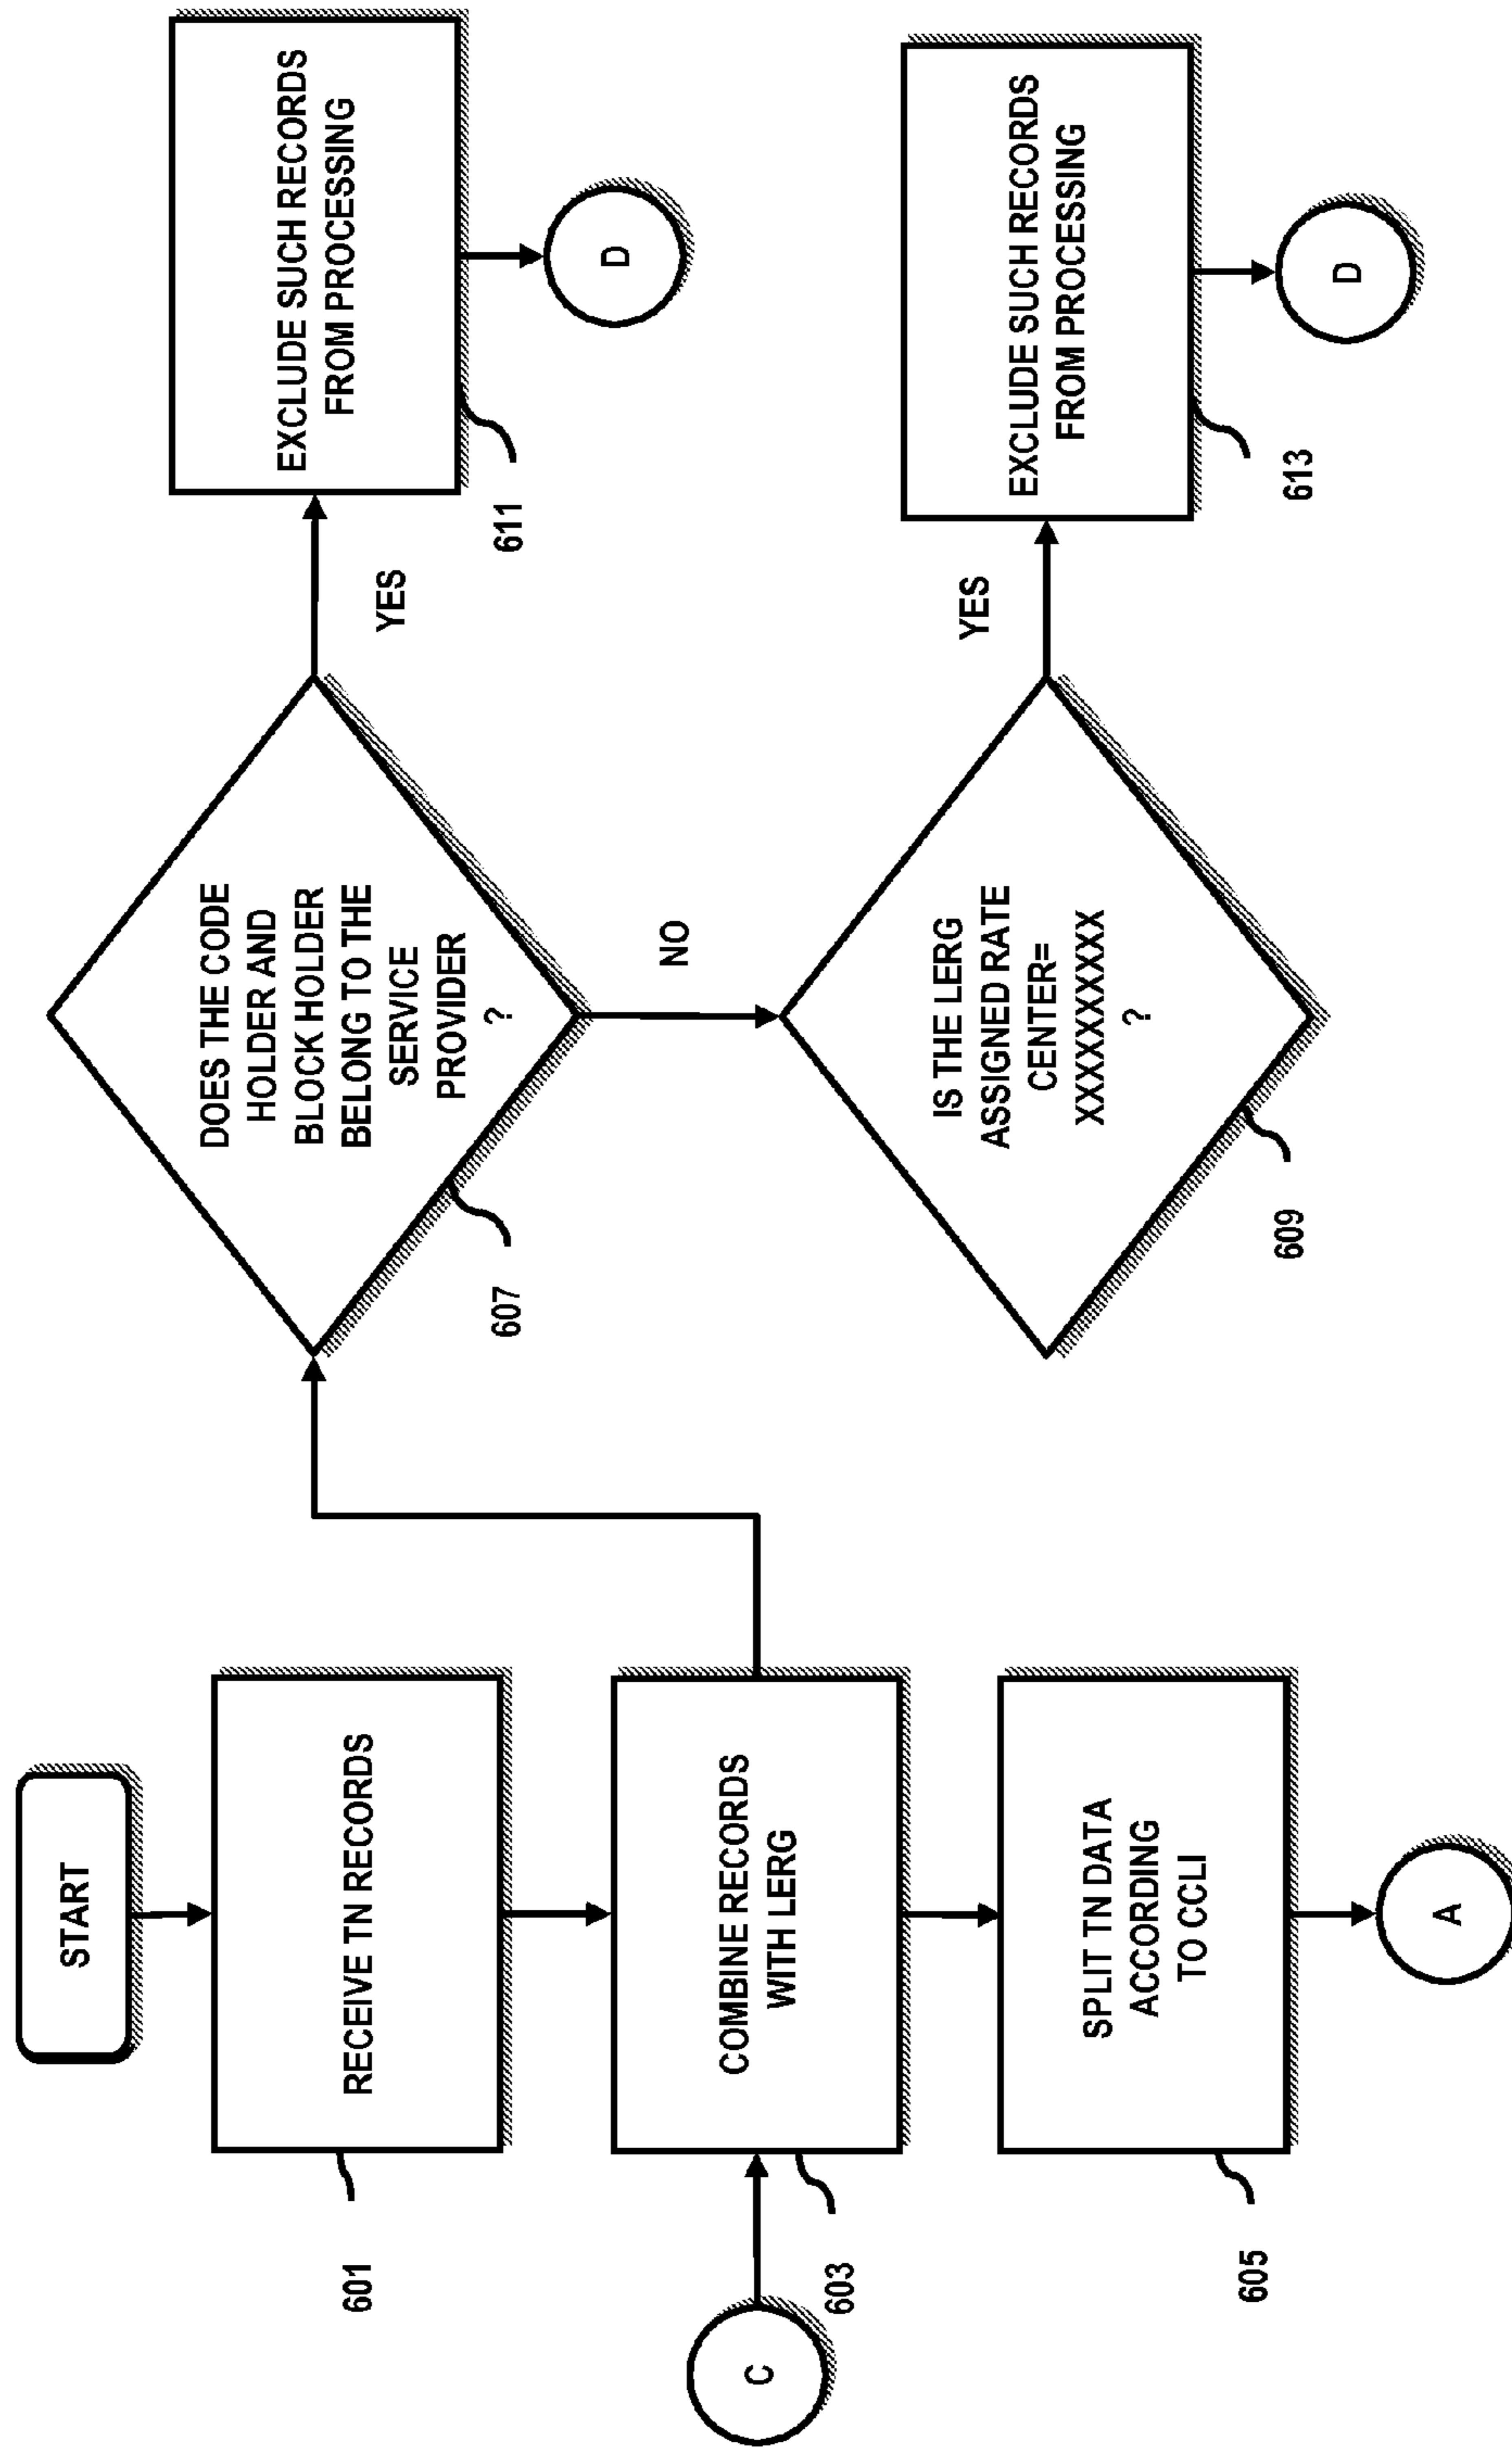 START
RECEIVE TN RECORDS
601
C
COMBINE RECORDS
WITH LERG
603
SPLIT TN DATA
ACCORDING
TO CCLI
605
A
DOES THE CODE
HOLDER AND
BLOCK HOLDER
BELONG TO THE
SERVICE
PROVIDER
?
607
YES
EXCLUDE SUCH RECORDS
FROM PROCESSING
611
D
NO
IS THE LERG
ASSIGNED RATE
CENTER=
XXXXXXXXXX
?
609
YES
EXCLUDE SUCH RECORDS
FROM PROCESSING
613
D